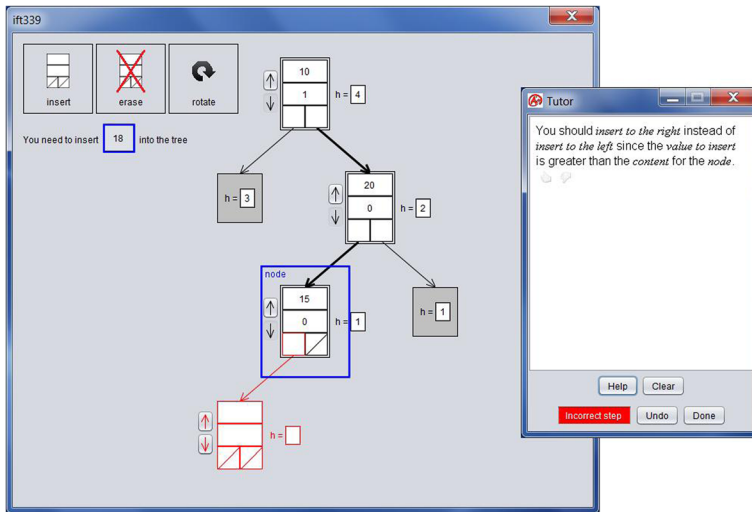 ift339
insert
erase
rotate
You need to insert 18 into the tree
10
1
h = 4
h = 3
20
0
h = 2
node
15
0
h = 1
h = 1
h =
Tutor
You should insert to the right instead of
insert to the left since the value to insert
is greater than the content for the node.
Help
Clear
Incorrect step
Undo
Done